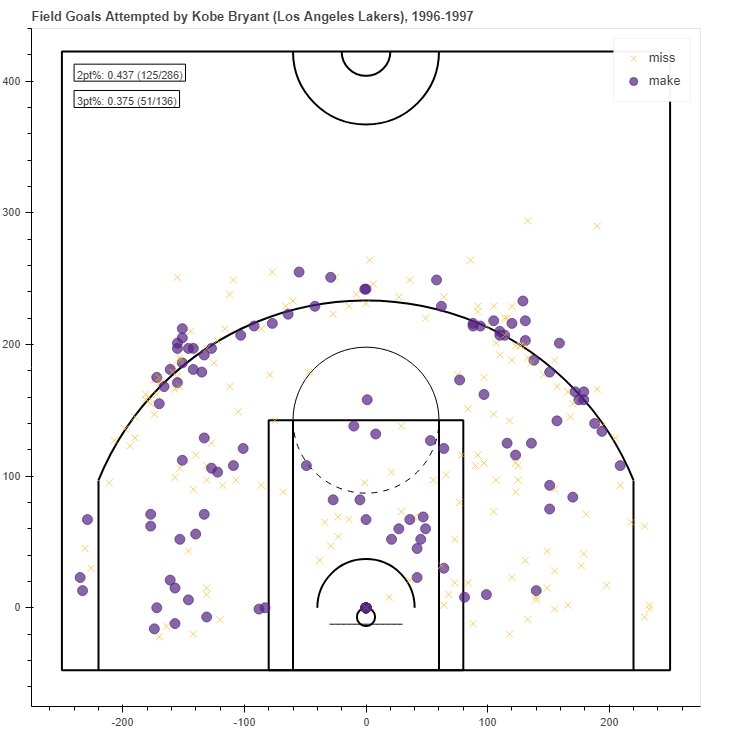 Field Goals Attempted by Kobe Bryant (Los Angeles Lakers), 1996-1997
miss
make
2pt%: 0.437 (125/286)
3pt%: 0.375 (51/136)
400
300
200
100
0
-200 -100 0 100 200